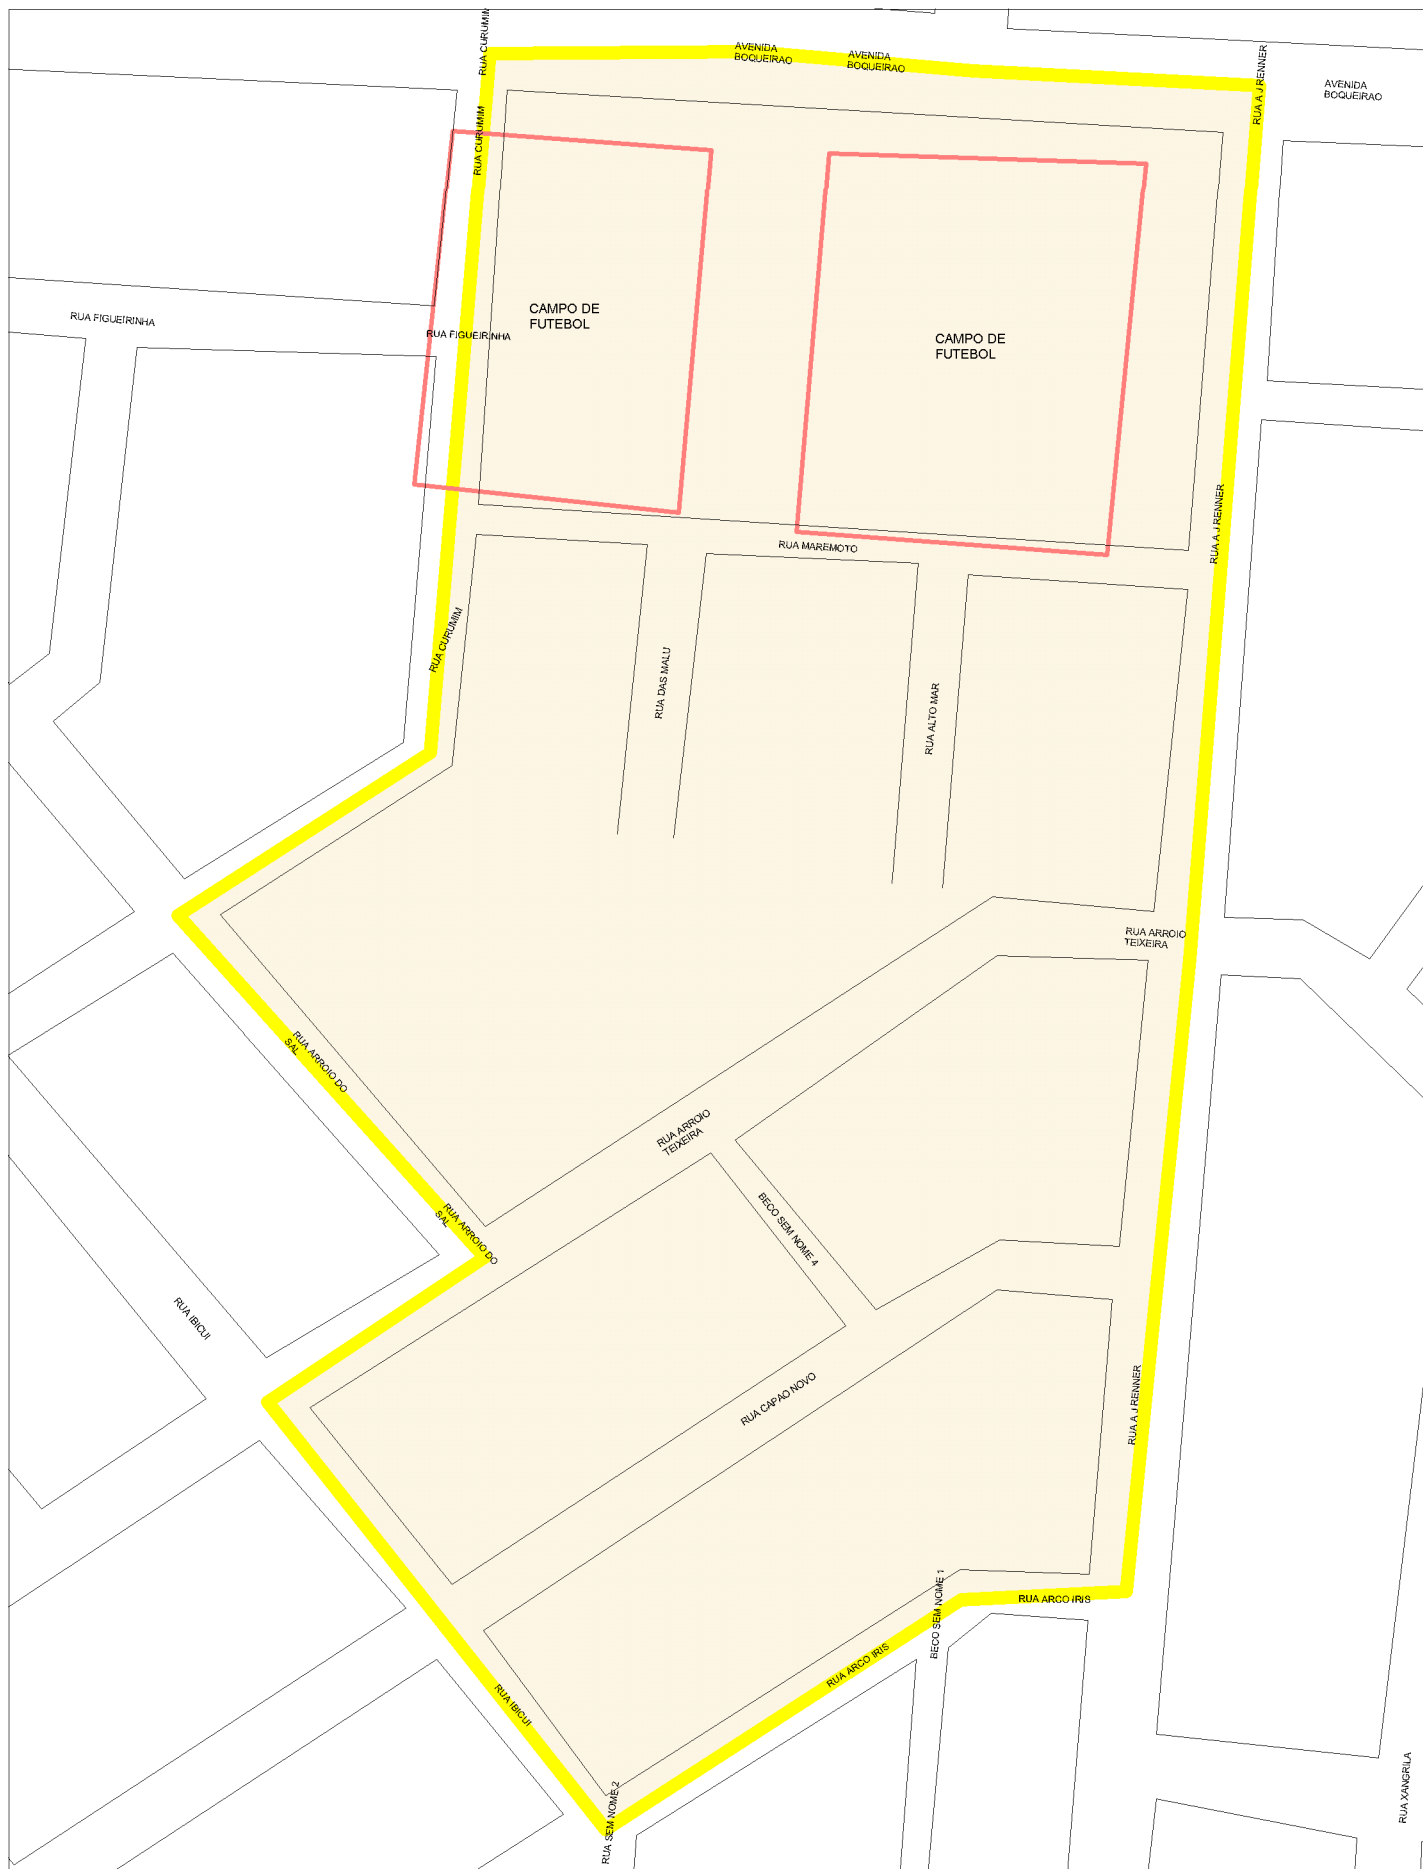 RUA CURUMIM
AVENIDA
BOQUEIRAO
AVENIDA
BOQUEIRAO
RUA A J RENNER
AVENIDA
BOQUEIRAO
RUA CURUMIM
RUA FIGUEIRINHA
RUA FIGUEIRINHA
CAMPO DE
FUTEBOL
CAMPO DE
FUTEBOL
RUA MAREMOTO
RUA A J RENNER
RUA CURUMIM
RUA DAS MALU
RUA ALTO MAR
RUA ARROIO
TEIXEIRA
RUA ARROIO DO
SAL
RUA ARROIO
TEIXEIRA
RUA ARROIO DO
SAL
BECO SEM NOME 4
RUA IBICUI
RUA CAPAO NOVO
RUA A J RENNER
BECO SEM NOME 1
RUA ARCO IRIS
RUA ARCO IRIS
RUA IBICUI
RUA SEM NOME 2
RUA XANGRILA